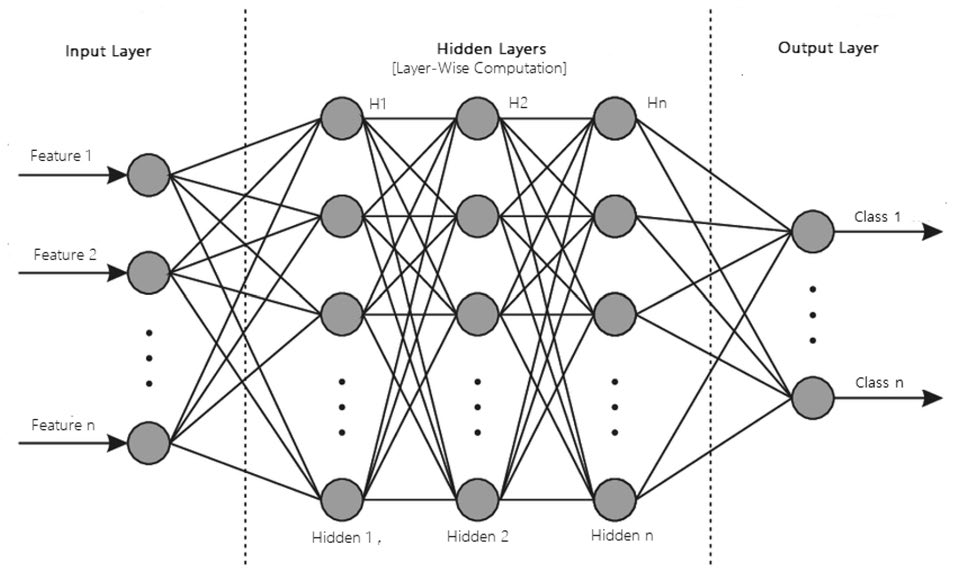 Input Layer
Hidden Layers
[Layer-Wise Computation]
Output Layer
H1
H2
Hn
Feature 1
Feature 2
Feature n
Class 1
Class n
Hidden 1 ,
Hidden 2
Hidden n